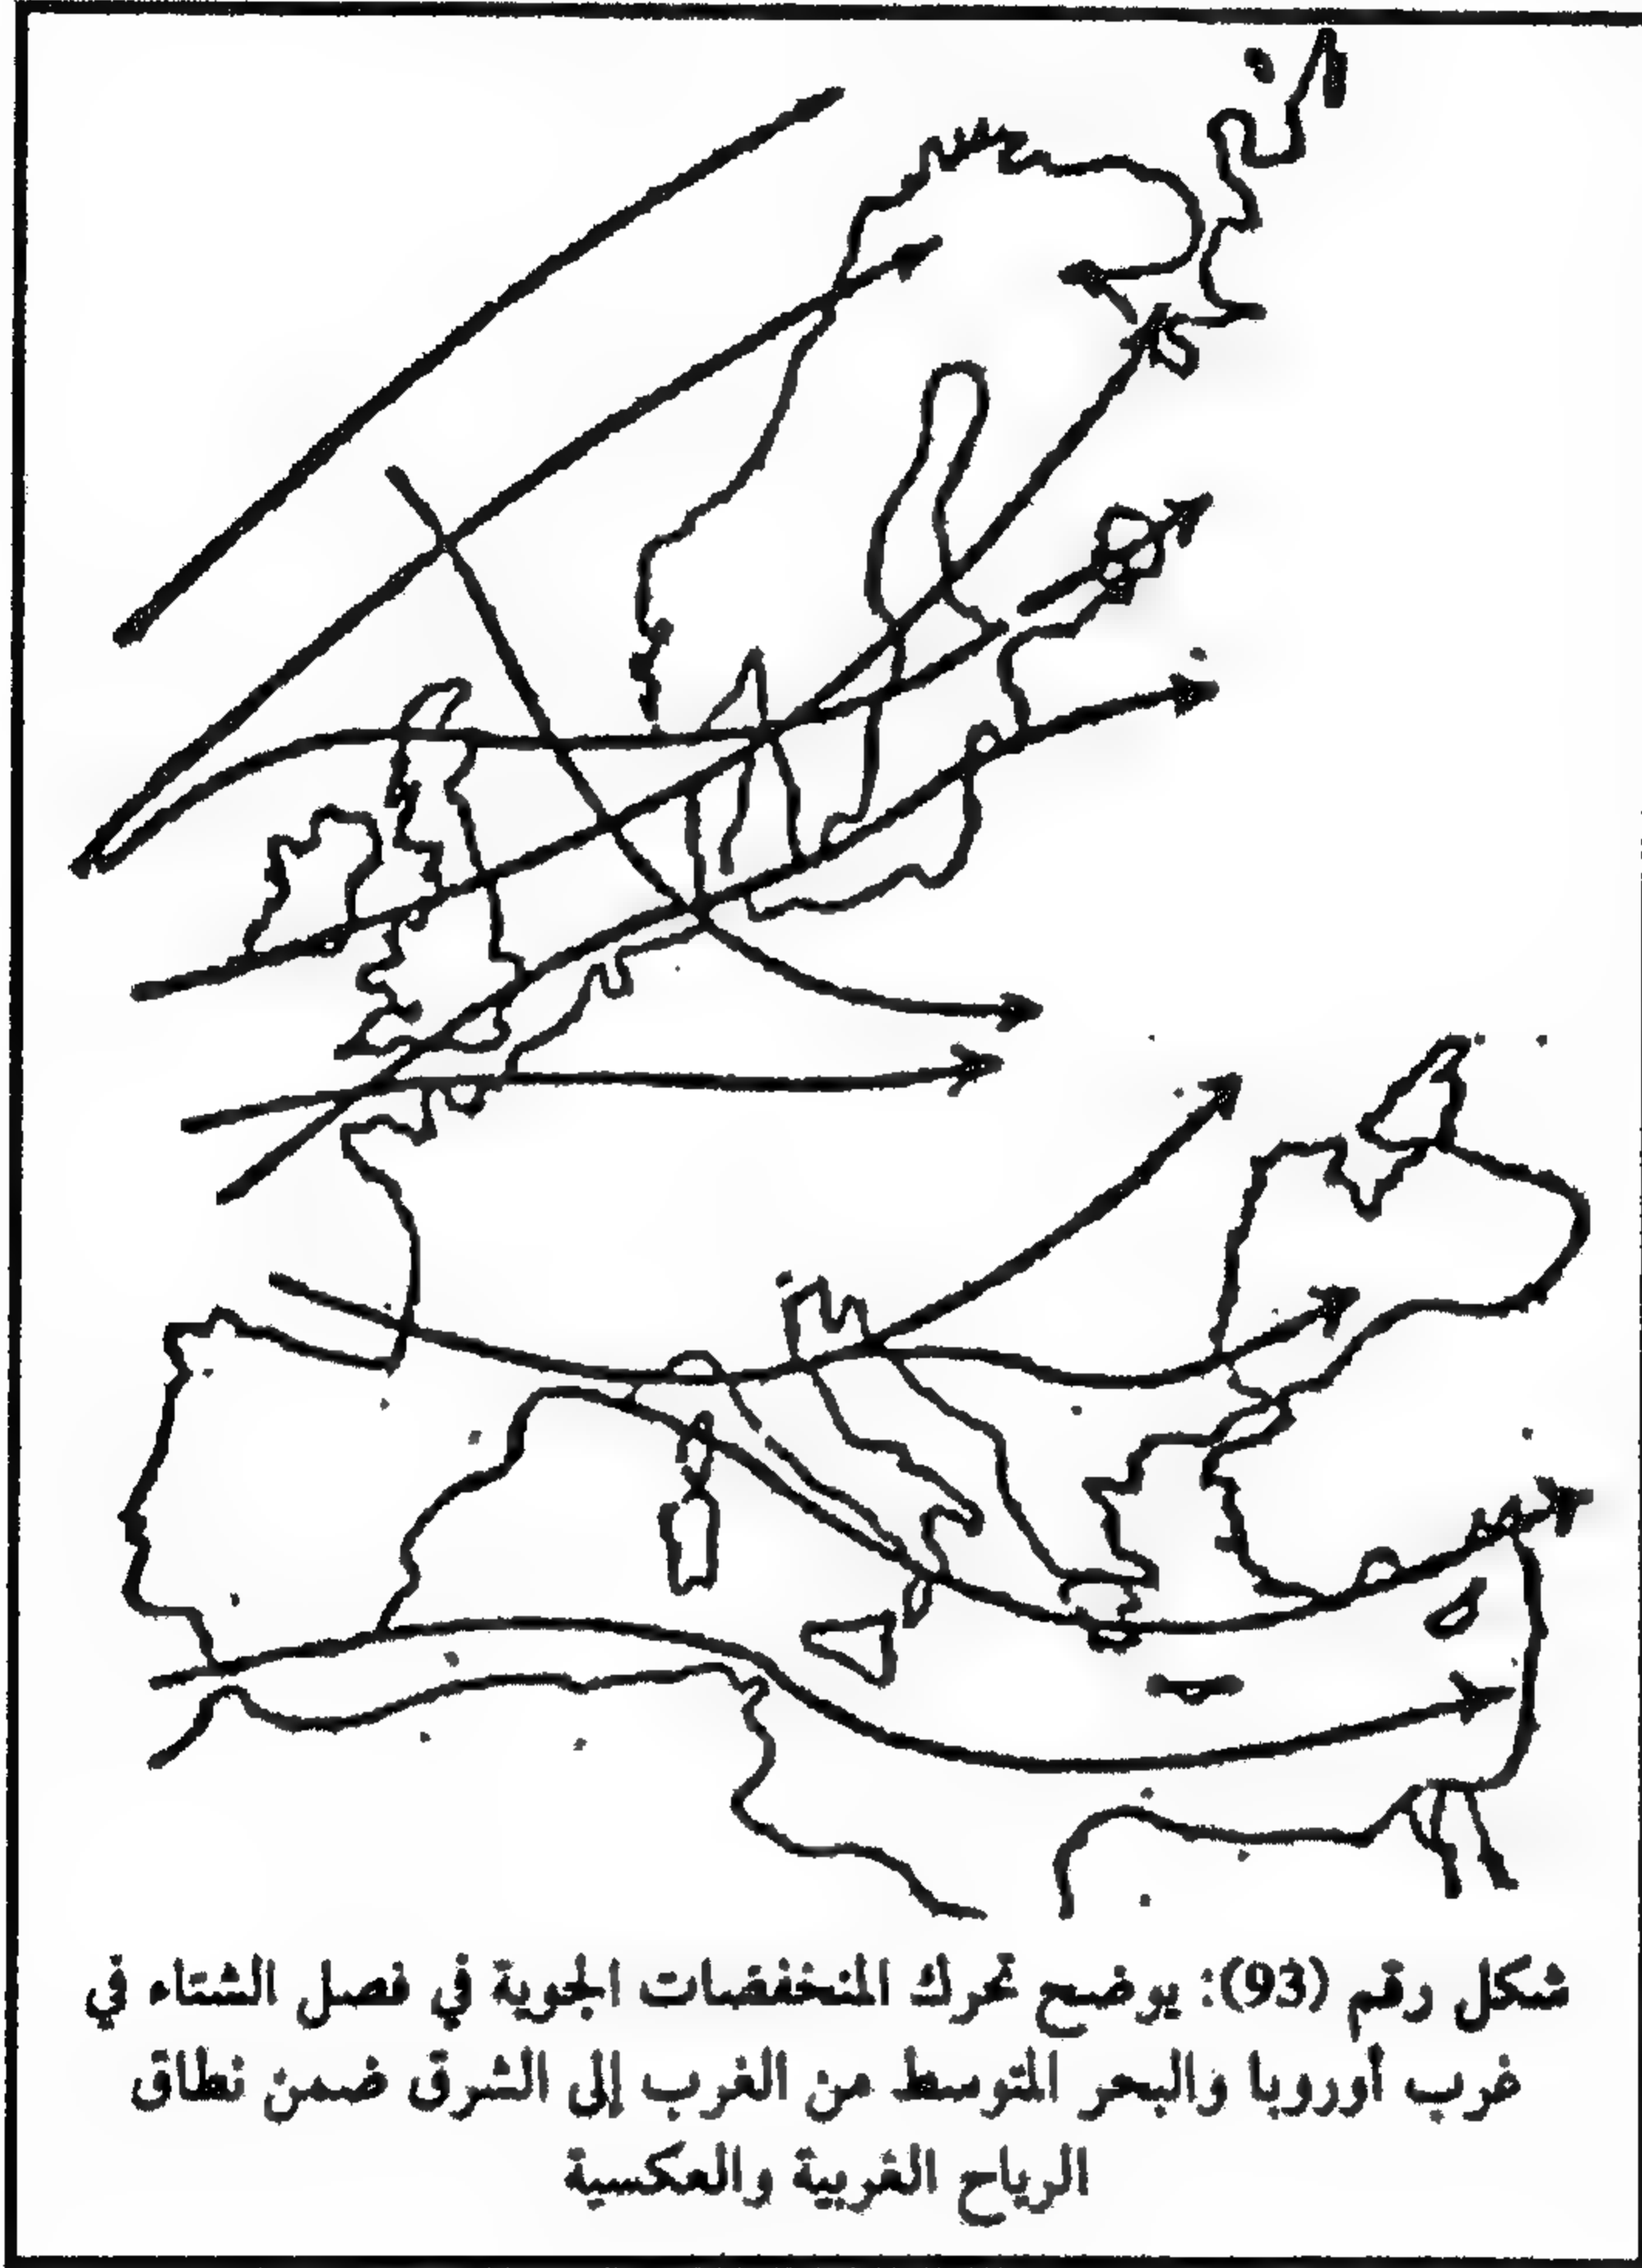 شكل رقم (93): يوضح تحرك المنخفضات الجوية في فصل الشتاء في
غرب أوروبا والبحر المتوسط من الغرب إلى الشرق ضمن نطاق
الرياح الغربية والعكسية